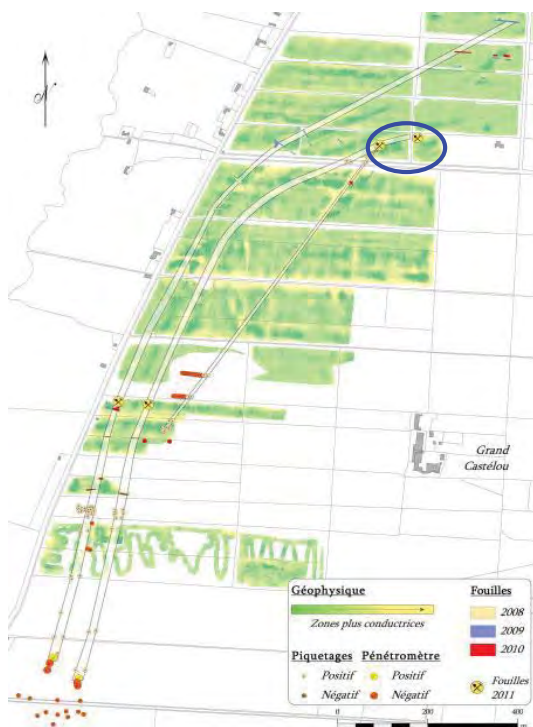 N
Grand
Castélou
Géophysique
Zones plus conductrices
Fouilles
2008
2009
2010
Piquetages
Positif
Négatif
Pénétromètre
Positif
Négatif
Fouilles
2011
0
200
400